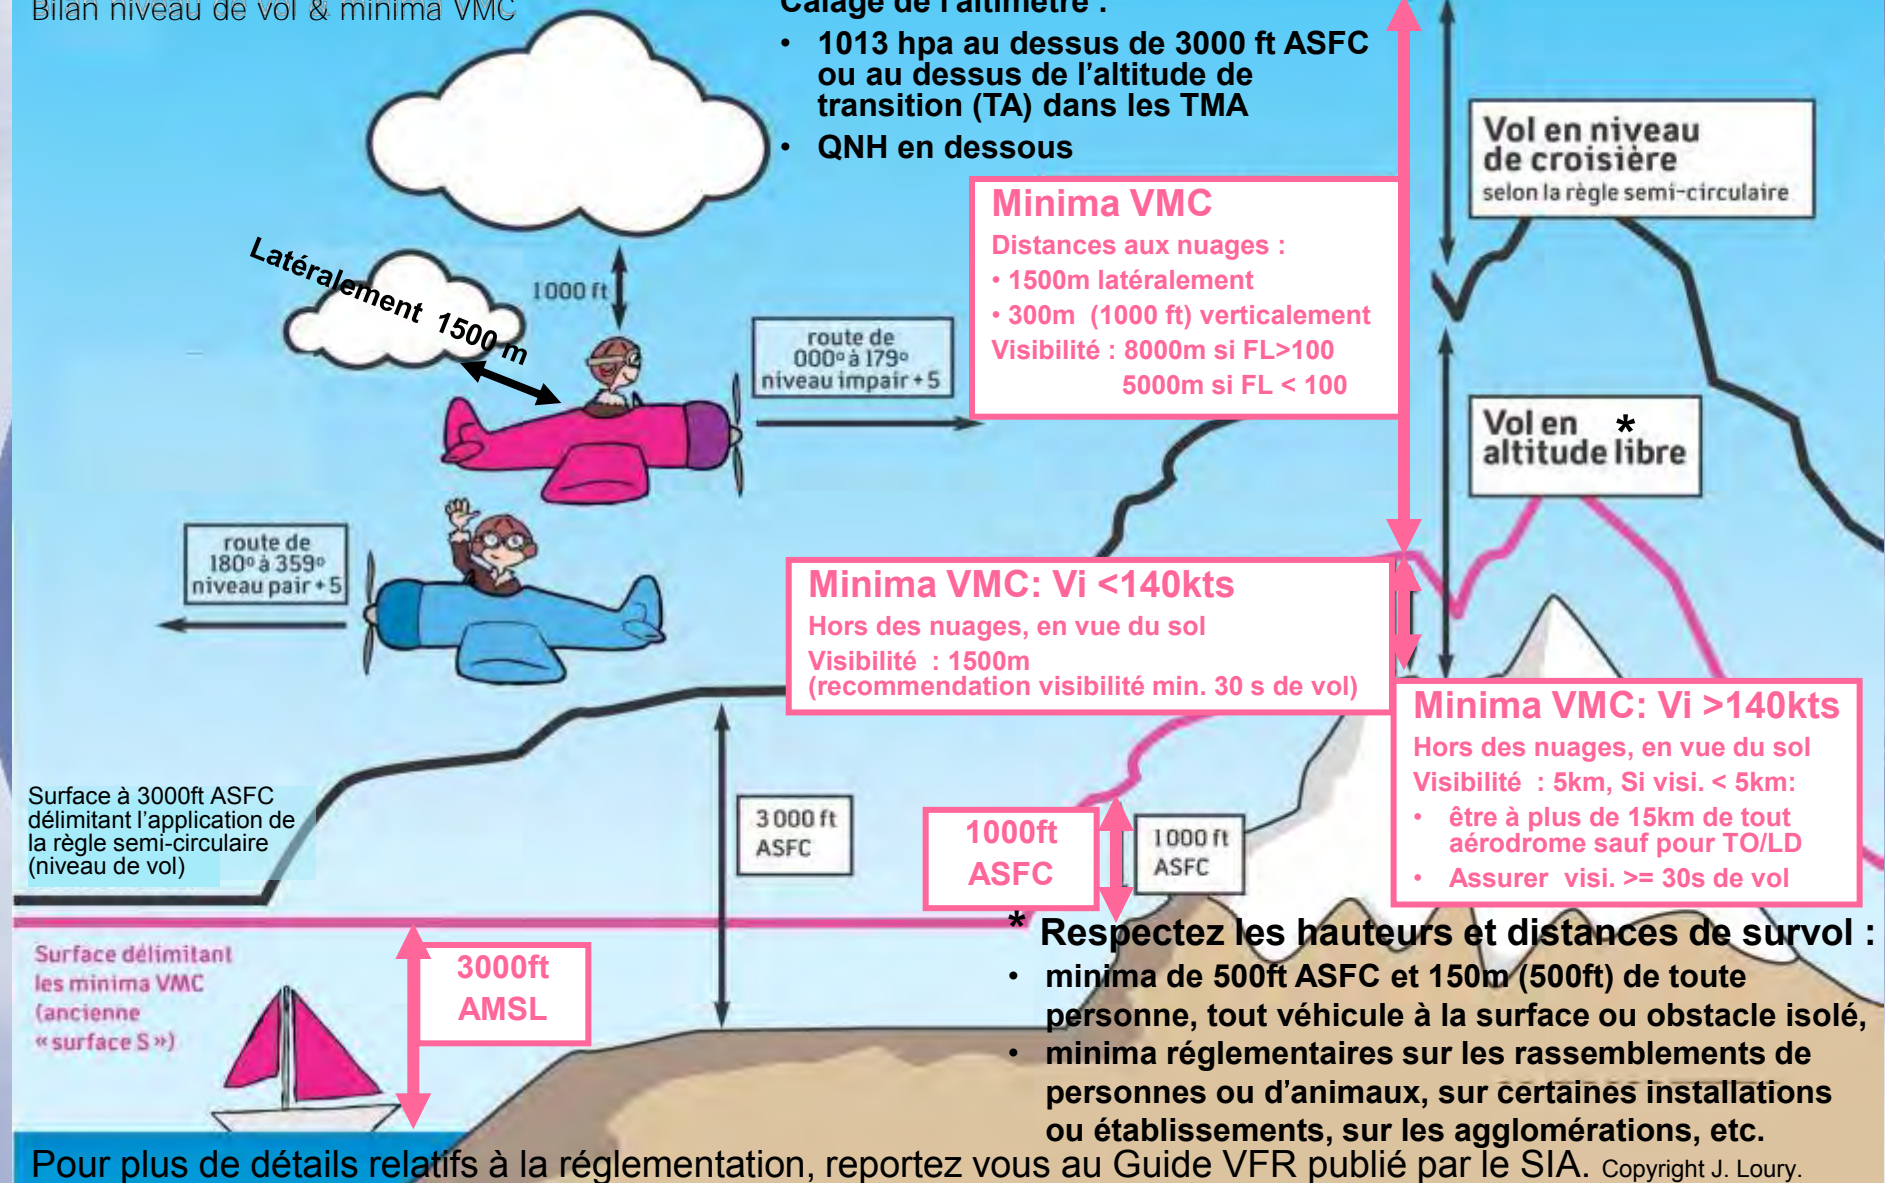 Bilan niveau de vol & minima VMC
Calage de l'altimètre :
• 1013 hpa au dessus de 3000 ft ASFC
ou au dessus de l'altitude de
transition (TA) dans les TMA
• QNH en dessous
Vol en niveau
de croisière
selon la règle semi-circulaire
Minima VMC
Distances aux nuages :
• 1500m latéralement
• 300m (1000 ft) verticalement
Visibilité : 8000m si FL>100
5000m si FL < 100
Latéralement 1500 m
1000 ft
route de
000° à 179°
niveau impair + 5
Vol en *
altitude libre
route de
180° à 359°
niveau pair + 5
Minima VMC: Vi <140kts
Hors des nuages, en vue du sol
Visibilité : 1500m
(recommendation visibilité min. 30 s de vol)
Minima VMC: Vi >140kts
Hors des nuages, en vue du sol
Visibilité : 5km, Si visi. < 5km:
• être à plus de 15km de tout
aérodrome sauf pour TO/LD
• Assurer visi. >= 30s de vol
Surface à 3000ft ASFC
délimitant l'application de
la règle semi-circulaire
(niveau de vol)
3 000 ft
ASFC
1000ft
ASFC
1000 ft
ASFC
Surface délimitant
les minima VMC
(ancienne
« surface S »)
3000ft
AMSL
* Respectez les hauteurs et distances de survol :
• minima de 500ft ASFC et 150m (500ft) de toute
personne, tout véhicule à la surface ou obstacle isolé,
• minima réglementaires sur les rassemblements de
personnes ou d'animaux, sur certaines installations
ou établissements, sur les agglomérations, etc.
Pour plus de détails relatifs à la réglementation, reportez vous au Guide VFR publié par le SIA. Copyright J. Loury.